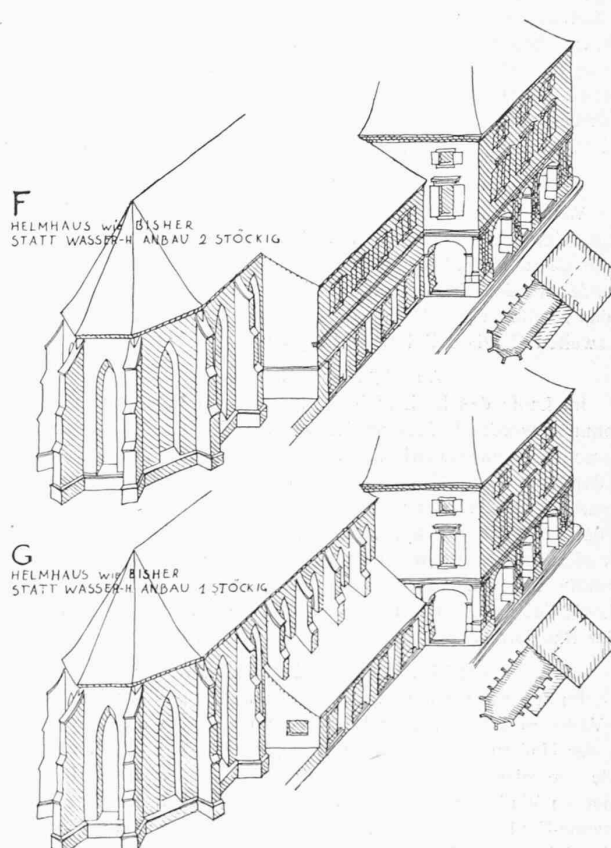 F
HELMHAUS wie BISHER
STATT WASSER-H ANBAU 2 STÖCKIG
G
HELMHAUS wie BISHER
STATT WASSER-H ANBAU 1 STÖCKIG